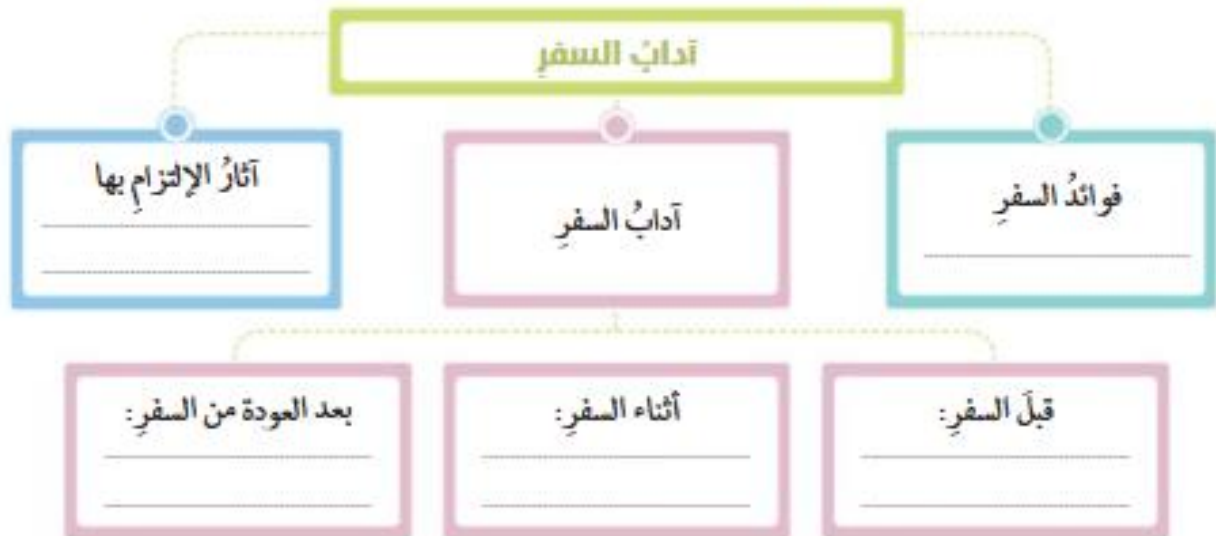 آدابُ السفرِ
فوائدُ السفرِ
آدابُ السفرِ
آثارُ الإلتزامِ بها
قبلَ السفرِ:
أثناء السفرِ:
بعد العودة من السفرِ: